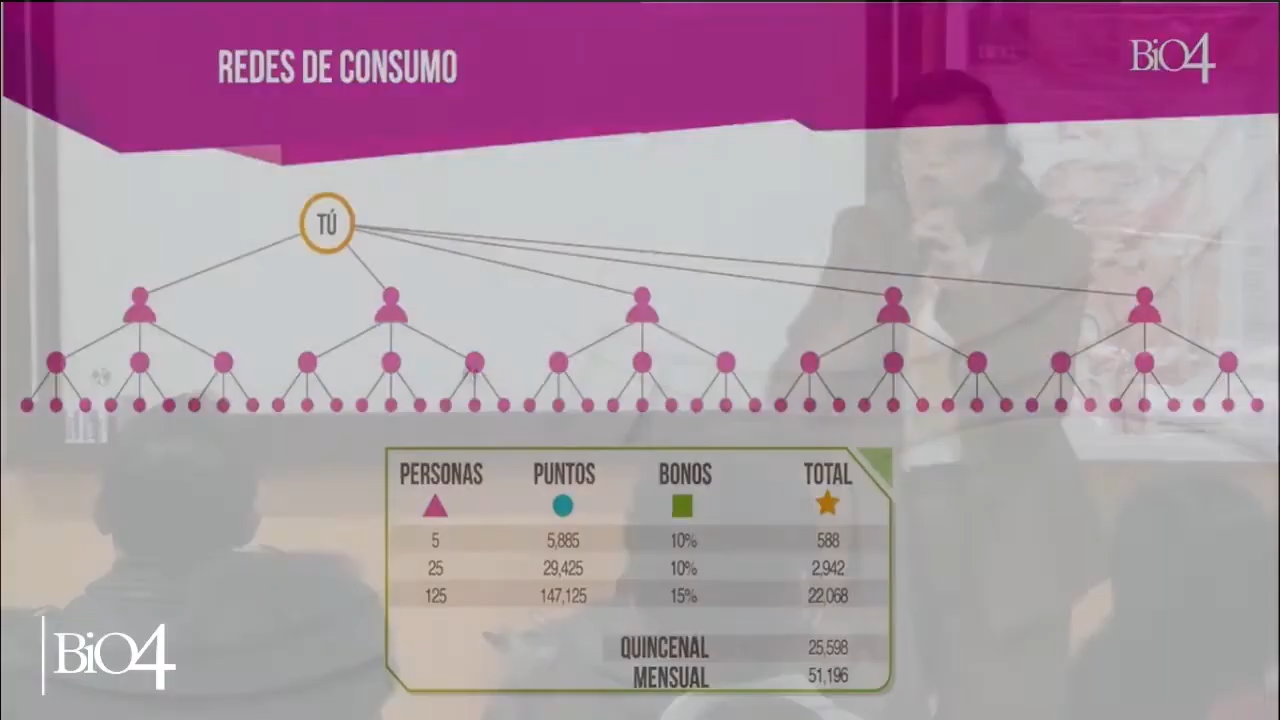 REDES DE CONSUMO
BiO4
TÚ
PERSONAS PUNTOS BONOS TOTAL
5 5,885 10% 588
25 29,425 10% 2,942
125 147,125 15% 22,068
QUINCENAL 25,598
MENSUAL 51,196
BiO4